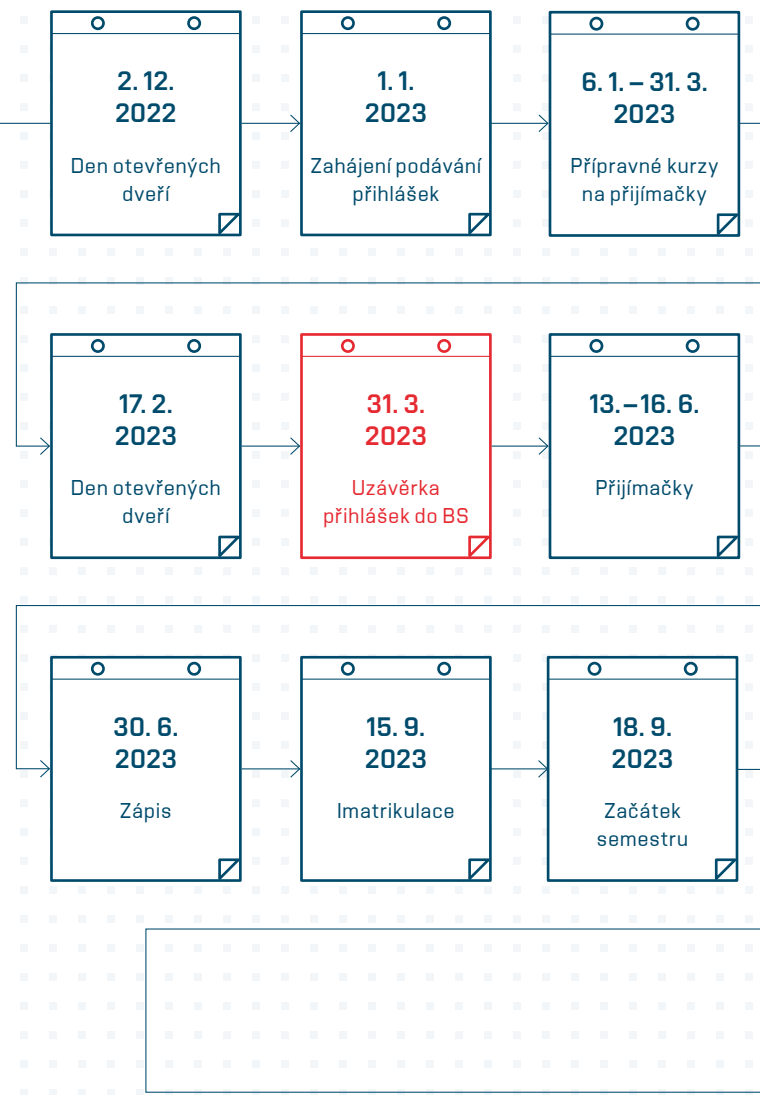 2. 12.
2022
Den otevřených
dveří
1. 1.
2023
Zahájení podávání
přihlášek
6. 1. – 31. 3.
2023
Přípravné kurzy
na přijímačky
17. 2.
2023
Den otevřených
dveří
31. 3.
2023
Uzávěrka
přihlášek do BS
13.–16. 6.
2023
Přijímačky
30. 6.
2023
Zápis
15. 9.
2023
Imatrikulace
18. 9.
2023
Začátek
semestru